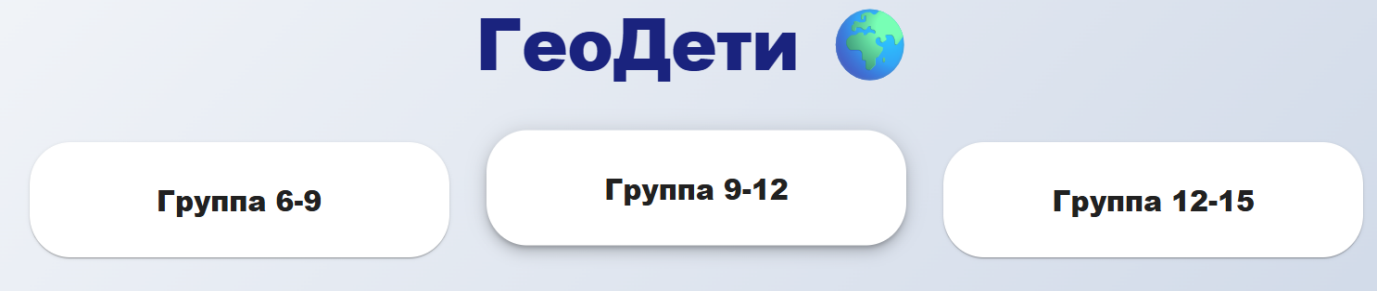 ГеоДети 🌍
Группа 6-9
Группа 9-12
Группа 12-15